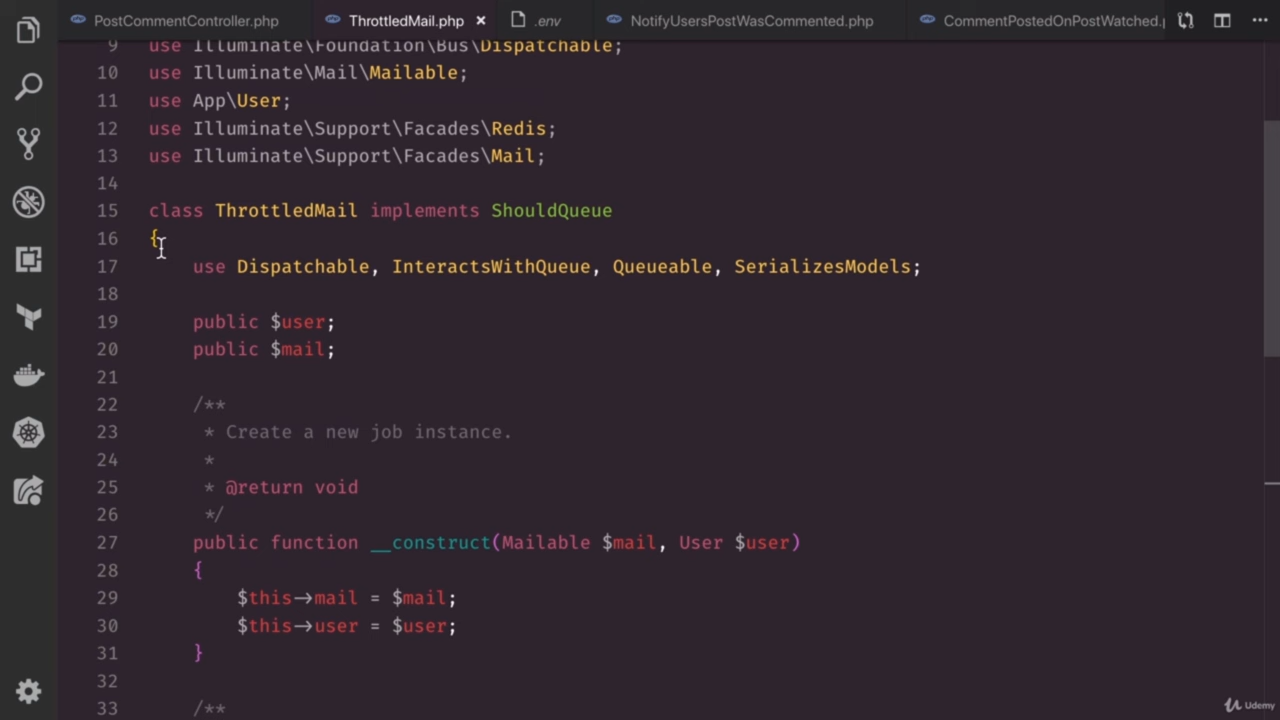 PostCommentController.php ThrottledMail.php × .env NotifyUsersPostWasCommented.php CommentPostedOnPostWatched.p
9 use Illuminate\Foundation\Bus\Dispatchable;
10 use Illuminate\Mail\Mailable;
11 use App\User;
12 use Illuminate\Support\Facades\Redis;
13 use Illuminate\Support\Facades\Mail;
14
15 class ThrottledMail implements ShouldQueue
16 {
17 use Dispatchable, InteractsWithQueue, Queueable, SerializesModels;
18
19 public $user;
20 public $mail;
21
22 /**
23 * Create a new job instance.
24 *
25 * @return void
26 */
27 public function __construct(Mailable $mail, User $user)
28 {
29 $this->mail = $mail;
30 $this->user = $user;
31 }
32
33 /**
Udemy